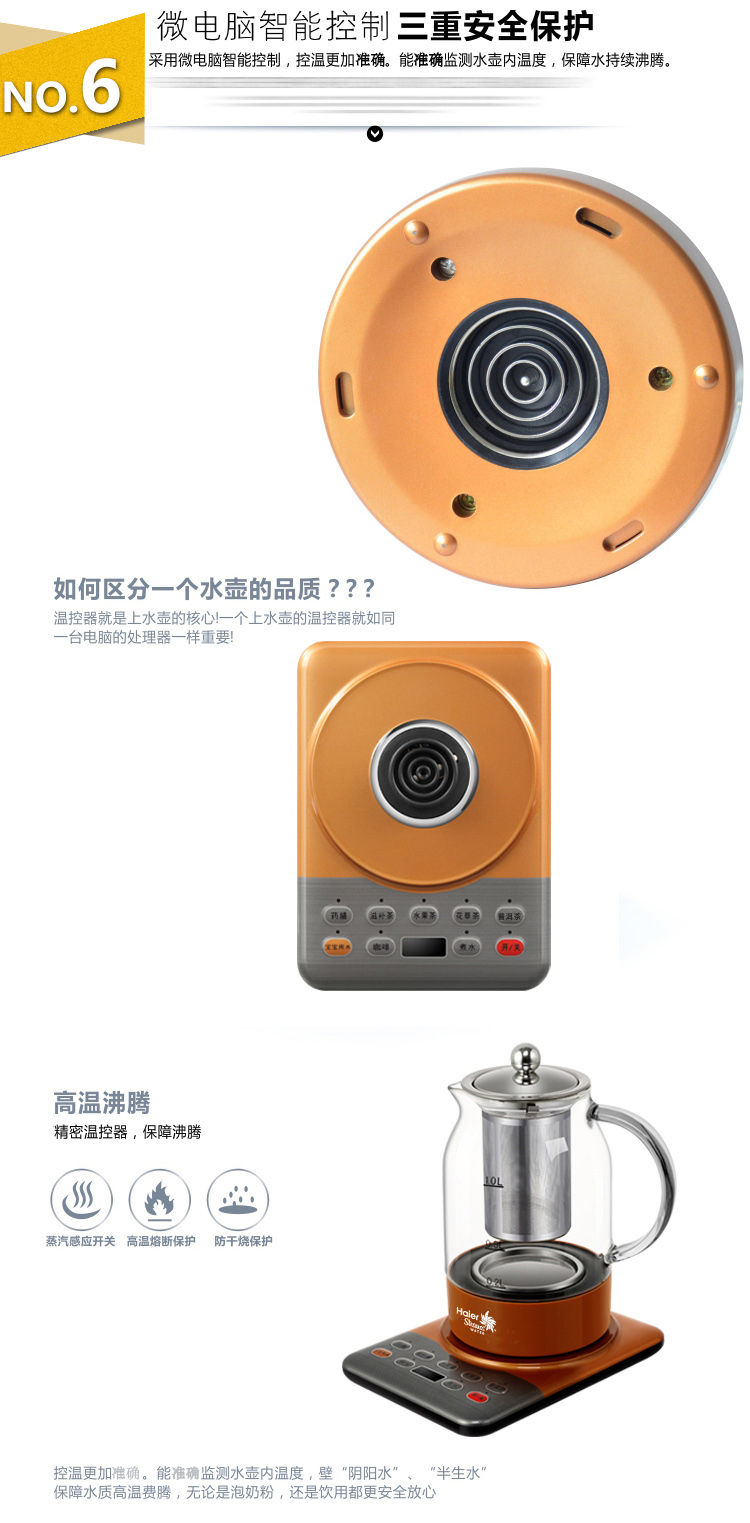 微电脑智能控制 三重安全保护
采用微电脑智能控制，控温更加准确。能准确监测水壶内温度，保障水持续沸腾。
NO.6
如何区分一个水壶的品质？？？
温控器就是上水壶的核心!一个上水壶的温控器就如同
一台电脑的处理器一样重要!
药膳 滋补茶 水果茶 花草茶 普洱茶
宝宝用水 咖啡 煮水 开/关
高温沸腾
精密温控器，保障沸腾
蒸汽感应开关 高温熔断保护 防干烧保护
1.0L
0.2L
Haier
Strauss
WATER
控温更加准确。能准确监测水壶内温度，壁“阴阳水”、“半生水”
保障水质高温费腾，无论是泡奶粉，还是饮用都更安全放心